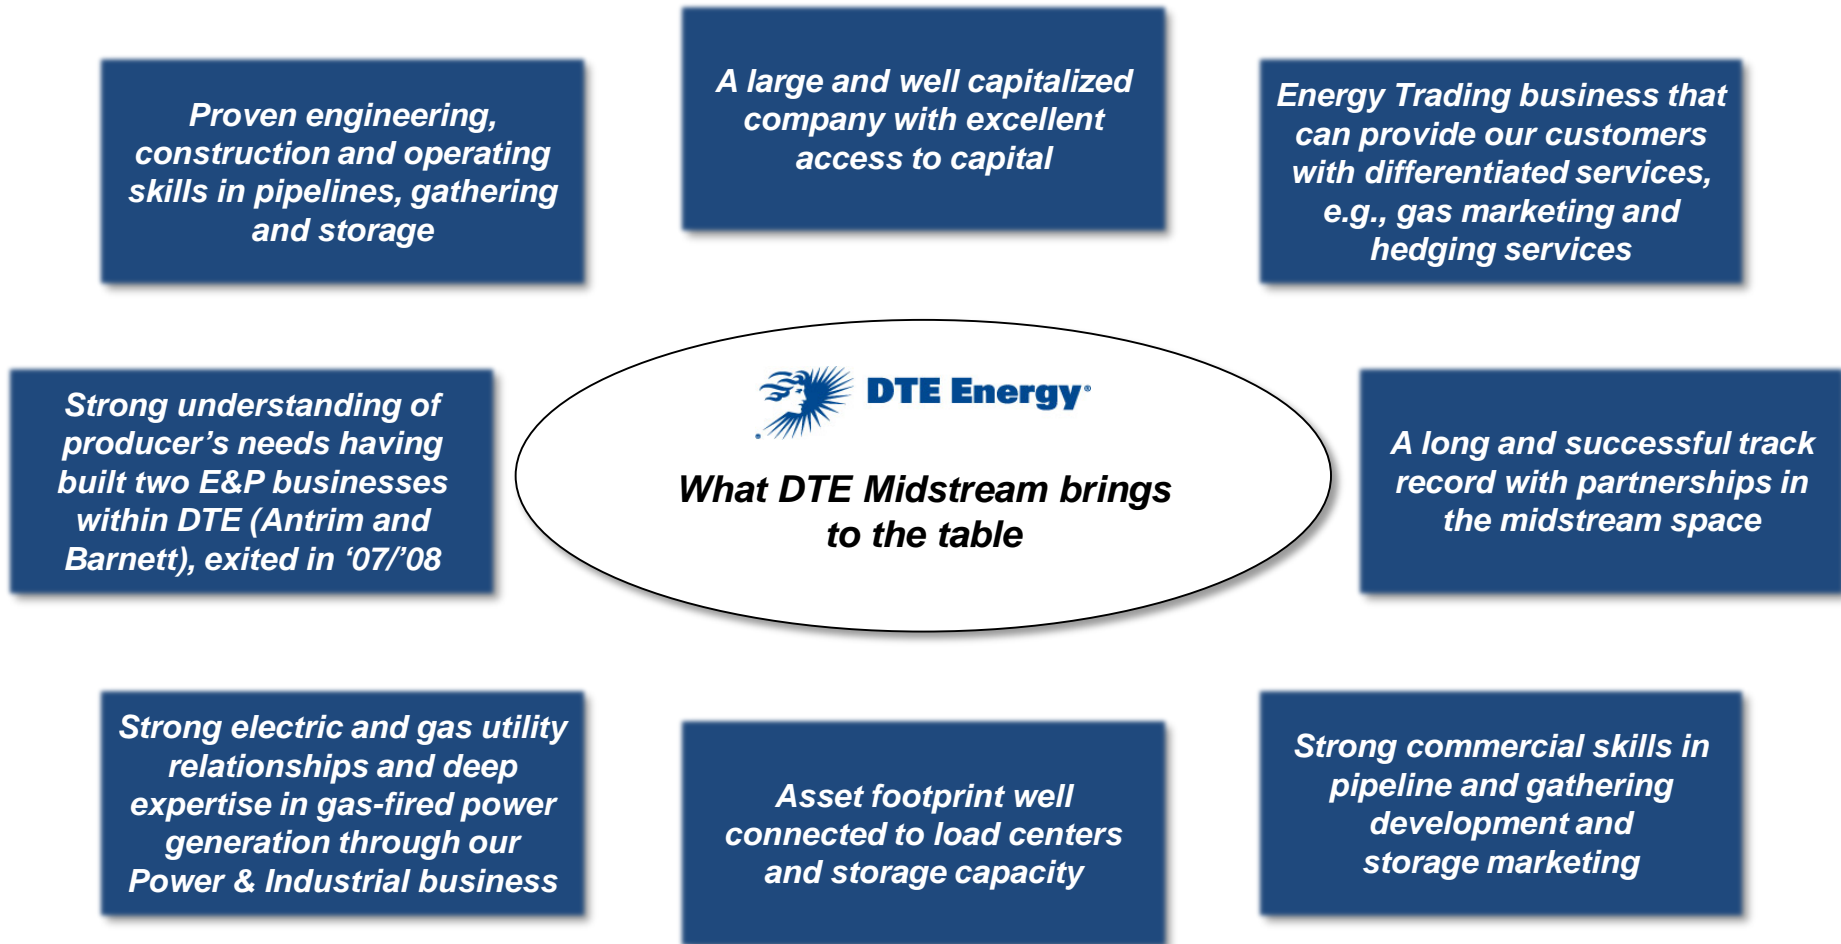 A large and well capitalized
company with excellent
access to capital
Proven engineering,
construction and operating
skills in pipelines, gathering
and storage
Energy Trading business that
can provide our customers
with differentiated services,
e.g., gas marketing and
hedging services
DTE Energy®
What DTE Midstream brings
to the table
Strong understanding of
producer’s needs having
built two E&P businesses
within DTE (Antrim and
Barnett), exited in ‘07/’08
A long and successful track
record with partnerships in
the midstream space
Strong electric and gas utility
relationships and deep
expertise in gas-fired power
generation through our
Power & Industrial business
Asset footprint well
connected to load centers
and storage capacity
Strong commercial skills in
pipeline and gathering
development and
storage marketing